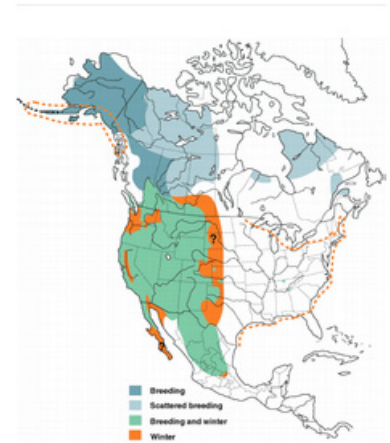 ?
?
Breeding
Scattered breeding
Breeding and winter
Winter